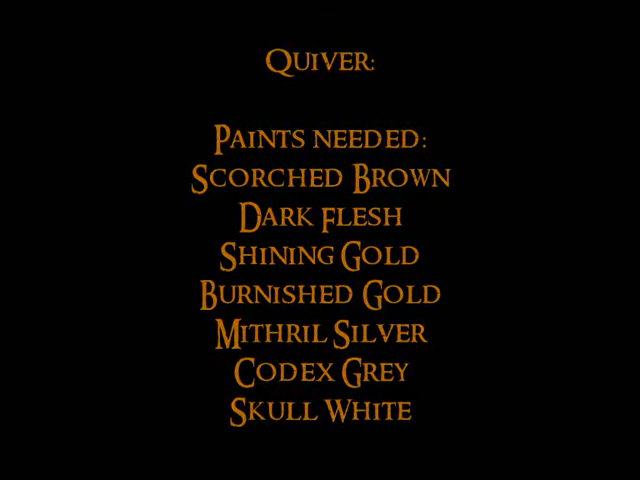 Quiver:
Paints needed:
Scorched Brown
Dark Flesh
Shining Gold
Burnished Gold
Mithril Silver
Codex Grey
Skull White